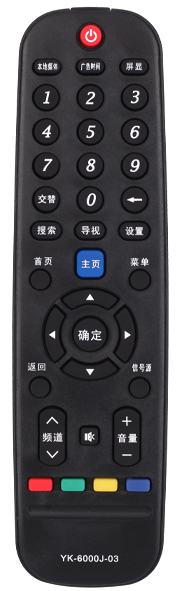 本地媒体 广告时间 屏显
1 2 3
4 5 6
7 8 9
交替 0 ←
搜索 导视 设置
首页 主页 菜单
确定
返回 信号源
+
频道 音量
−
YK-6000J-03